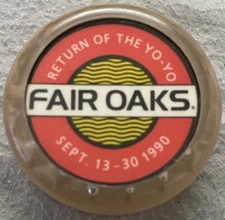 RETURN OF THE YO-YO
FAIR OAKS.
SEPT. 13-30 1990